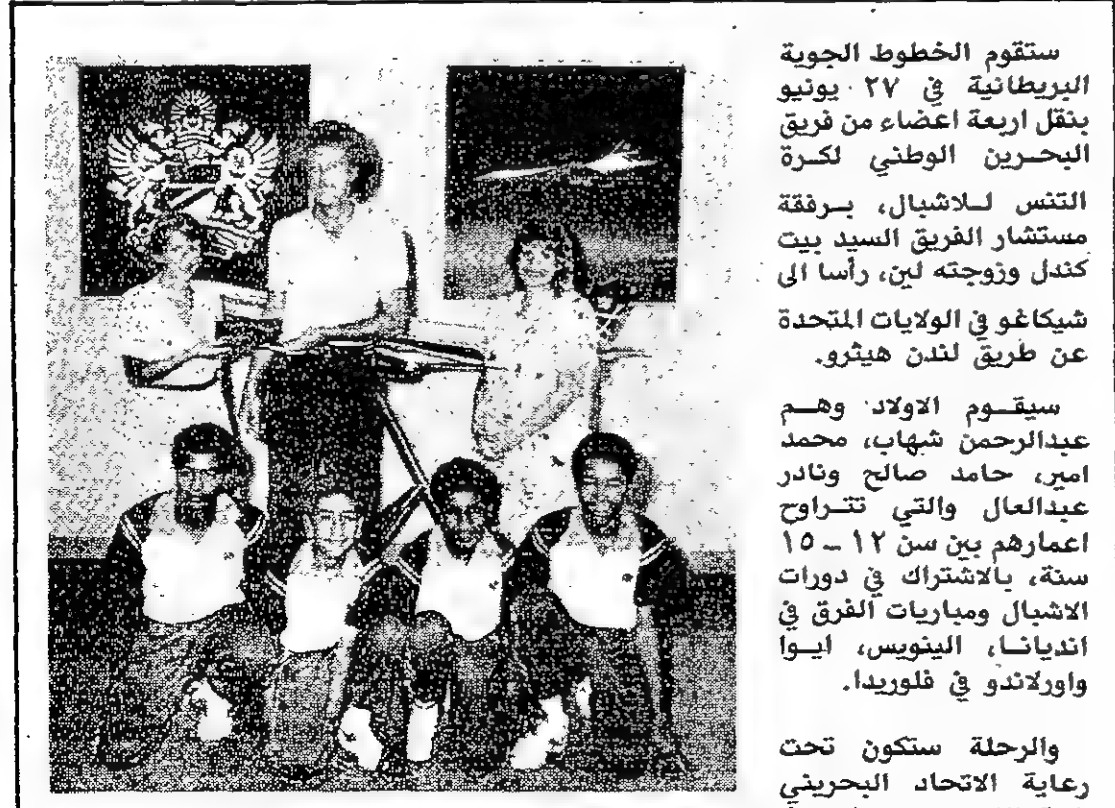 ستقوم الخطوط الجوية
البريطانية في ٢٧ يونيو
بنقل اربعة اعضاء من فريق
البحرين الوطني لكرة
التنس للاشبال، برفقة
مستشار الفريق السيد بيت
كندل وزوجته لين، رأسا الى
شيكاغو في الولايات المتحدة
عن طريق لندن هيثرو.
سيقوم الاولاد وهم
عبدالرحمن شهاب، محمد
امير، حامد صالح ونادر
عبدالعال والتي تتراوح
اعمارهم بين سن ١٢ ـ ١٥
سنة، بالاشتراك في دورات
الاشبال ومباريات الفرق في
انديانا، الينويس، ايوا
واورلاندو في فلوريدا.
والرحلة ستكون تحت
رعاية الاتحاد البحريني